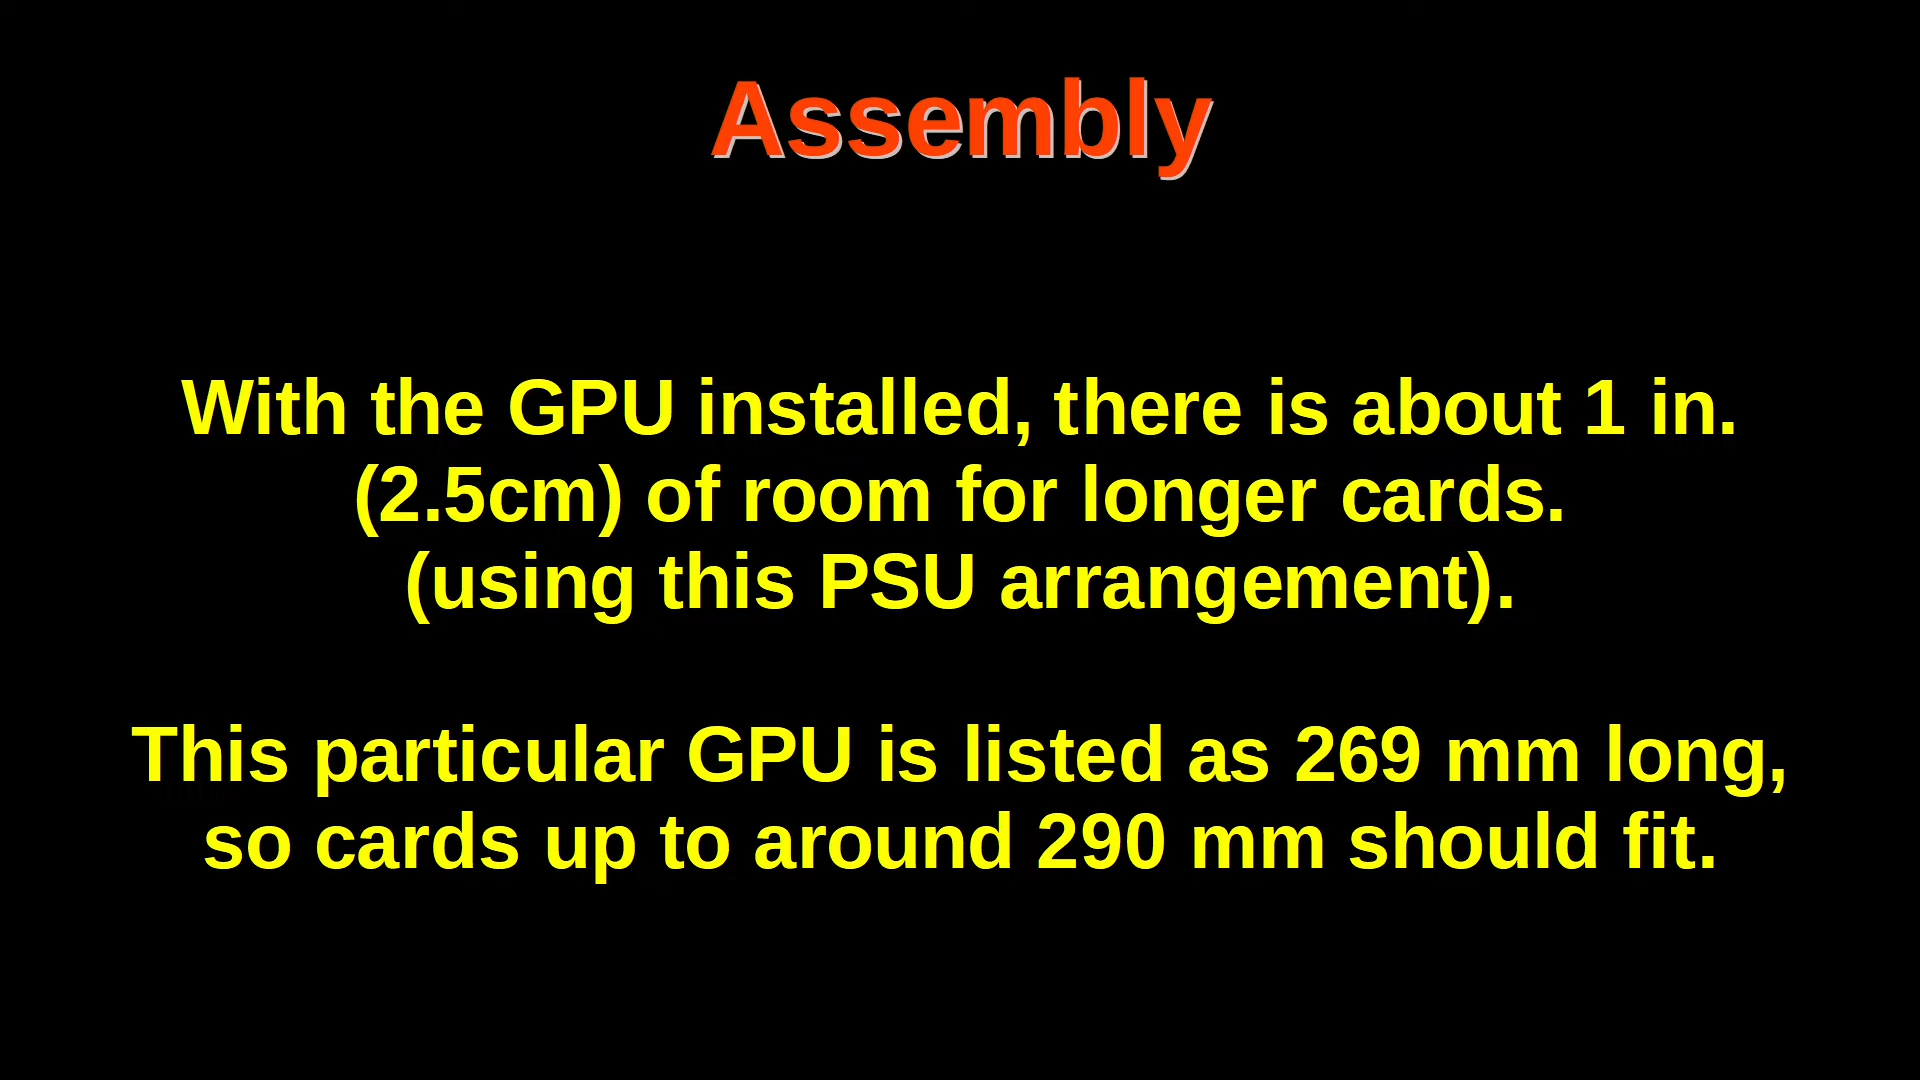 Assembly
With the GPU installed, there is about 1 in.
(2.5cm) of room for longer cards.
(using this PSU arrangement).
This particular GPU is listed as 269 mm long,
so cards up to around 290 mm should fit.